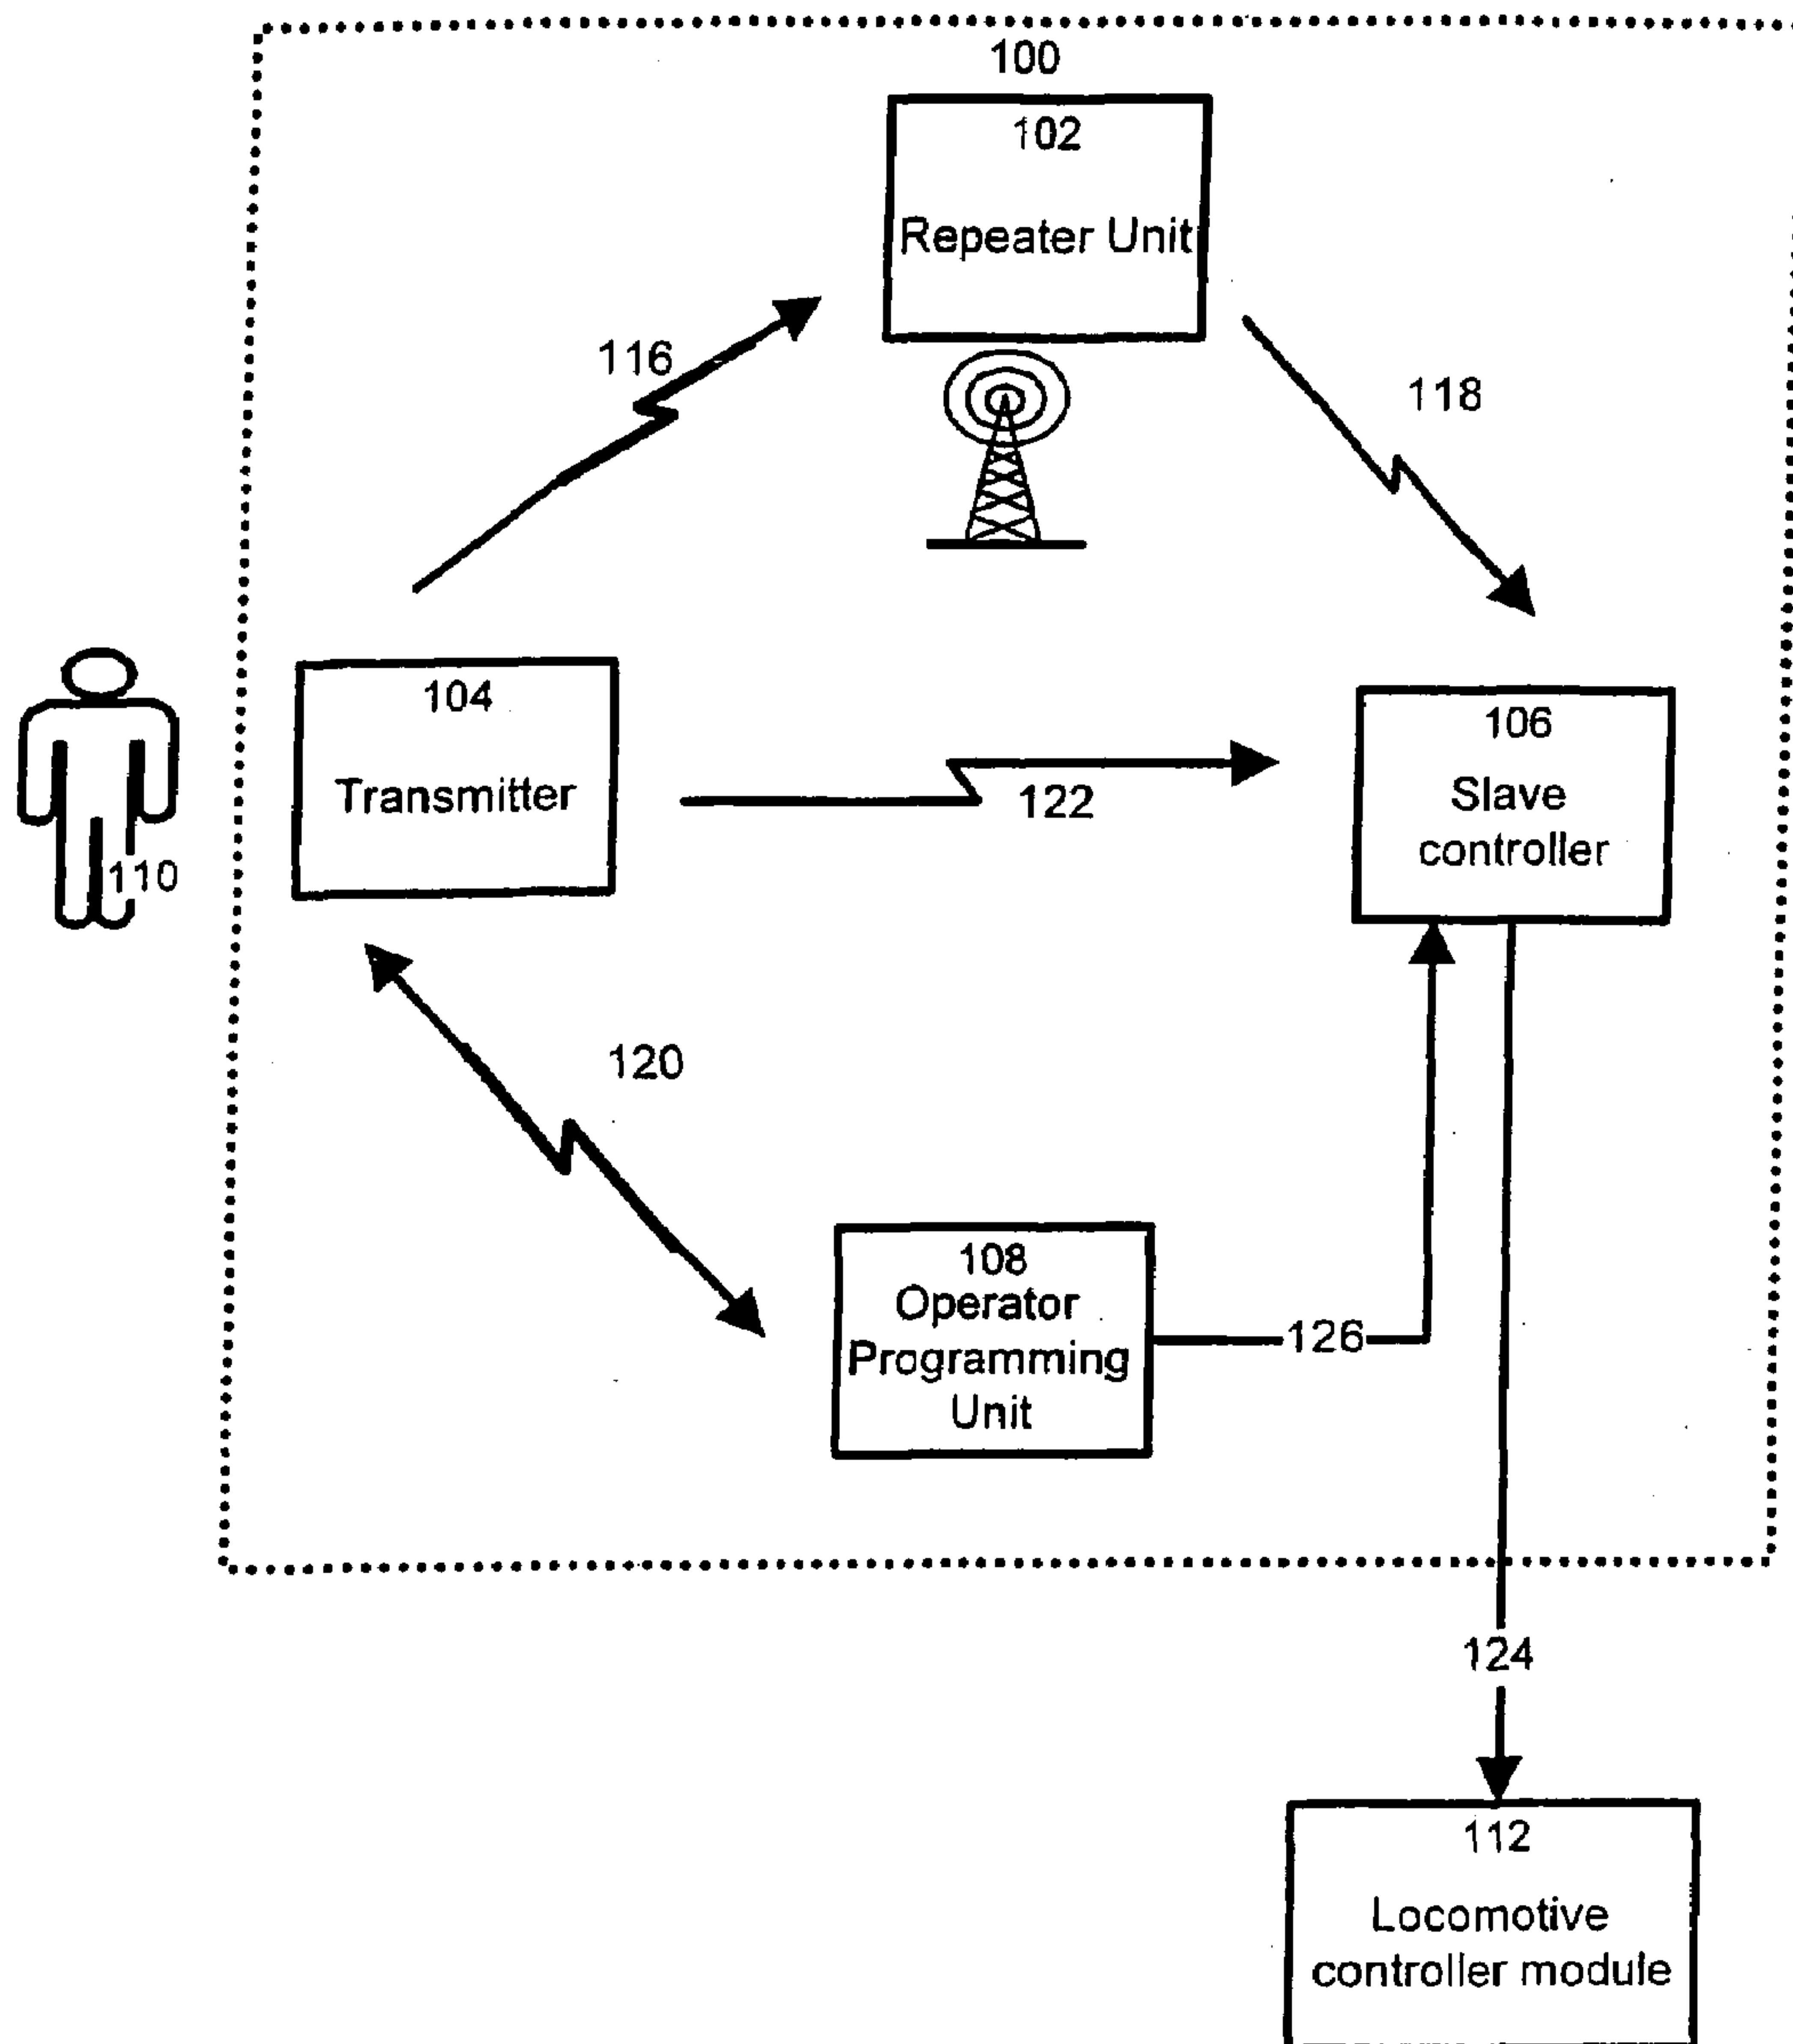 100
102
Repeater Unit
116
118
104
Transmitter
106
Slave
controller
122
110
120
108
Operator
Programming
Unit
126
124
112
Locomotive
controller module